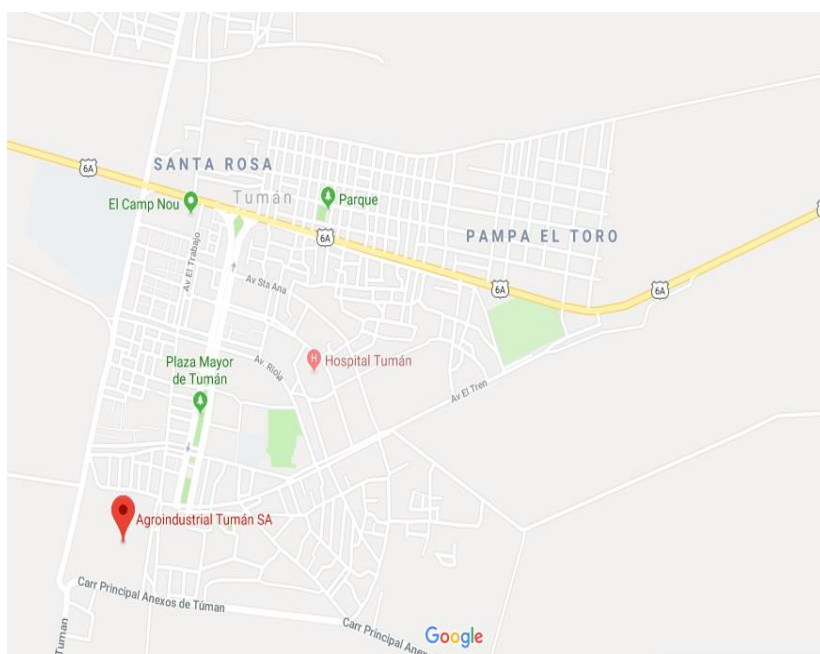 6A
SANTA ROSA
El Camp Nou
Tumán
Parque
6A
PAMPA EL TORO
6A
6A
Av El Trabajo
Av Sta Ana
Plaza Mayor
de Tumán
Av. Riola
Hospital Tumán
Av El Tren
Agroindustrial Tumán SA
Carr Principal Anexos de Túman
Carr Principal Anex
Tuman
Google